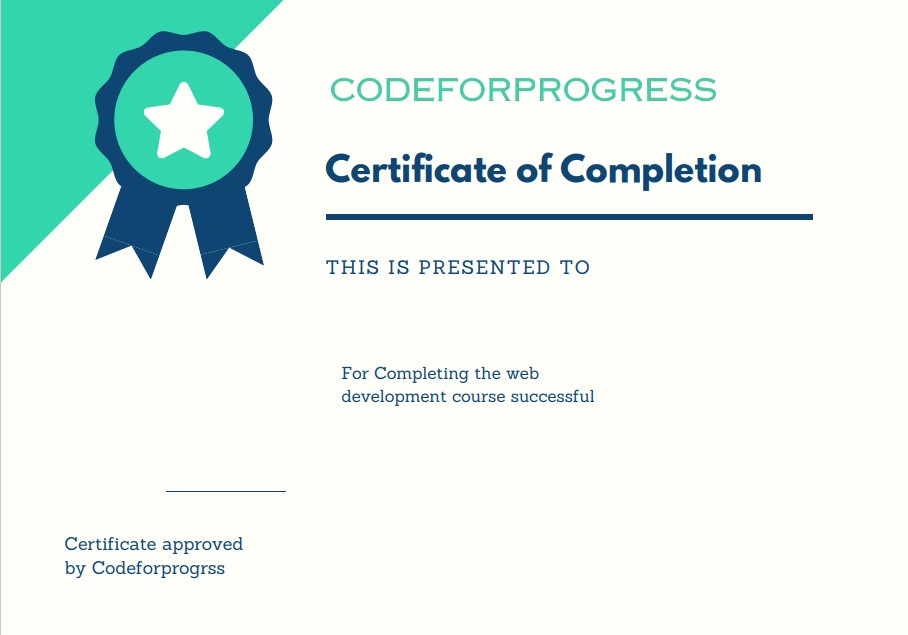 CODEFORPROGRESS
Certificate of Completion
THIS IS PRESENTED TO
For Completing the web
development course successful
Certificate approved
by Codeforprogrss